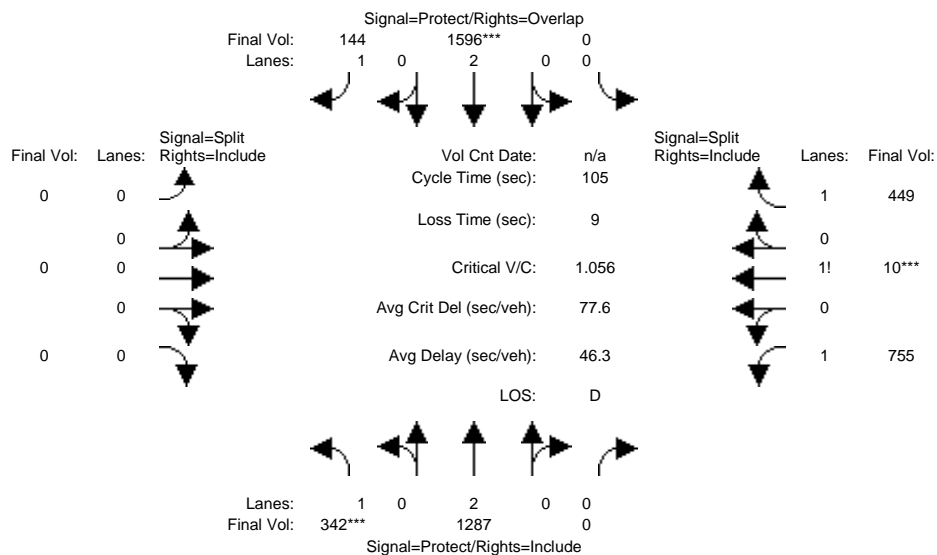 Signal=Protect/Rights=Overlap
Final Vol: 144 1596*** 0
Lanes: 1 0 2 0 0
Signal=Split
Final Vol: Lanes: Rights=Include
Vol Cnt Date: n/a
Signal=Split
Rights=Include Lanes: Final Vol:
Cycle Time (sec): 105
0 0
1 449
Loss Time (sec): 9
0
0
0 0
Critical V/C: 1.056
1! 10***
0
Avg Crit Del (sec/veh): 77.6
0
0 0
Avg Delay (sec/veh): 46.3
1 755
LOS: D
Lanes: 1 0 2 0 0
Final Vol: 342*** 1287 0
Signal=Protect/Rights=Include